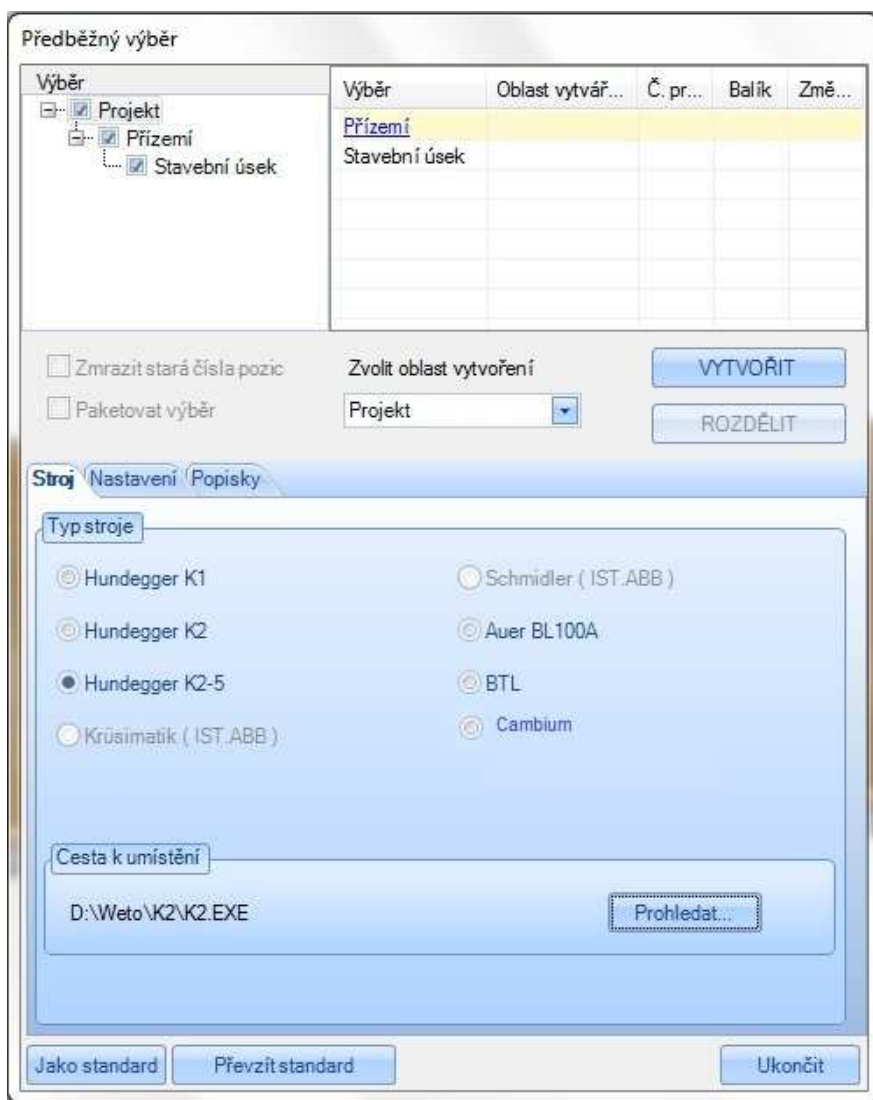 Předběžný výběr
Výběr
Projekt
Přízemí
Stavební úsek
Výběr Oblast vytvář... Č. pr... Balík Změ...
Přízemí
Stavební úsek
Zmrazit stará čísla pozic
Paketovat výběr
Zvolit oblast vytvoření
Projekt
VYTVOŘIT
ROZDĚLIT
Stroj Nastavení Popisky
Typ stroje
Hundegger K1
Hundegger K2
Hundegger K2-5
Krüsimatik ( IST.ABB )
Schmidler ( IST.ABB )
Auer BL100A
BTL
Cambium
Cesta k umístění
D:\Weto\K2\K2.EXE
Prohledat...
Jako standard Převzít standard Ukončit